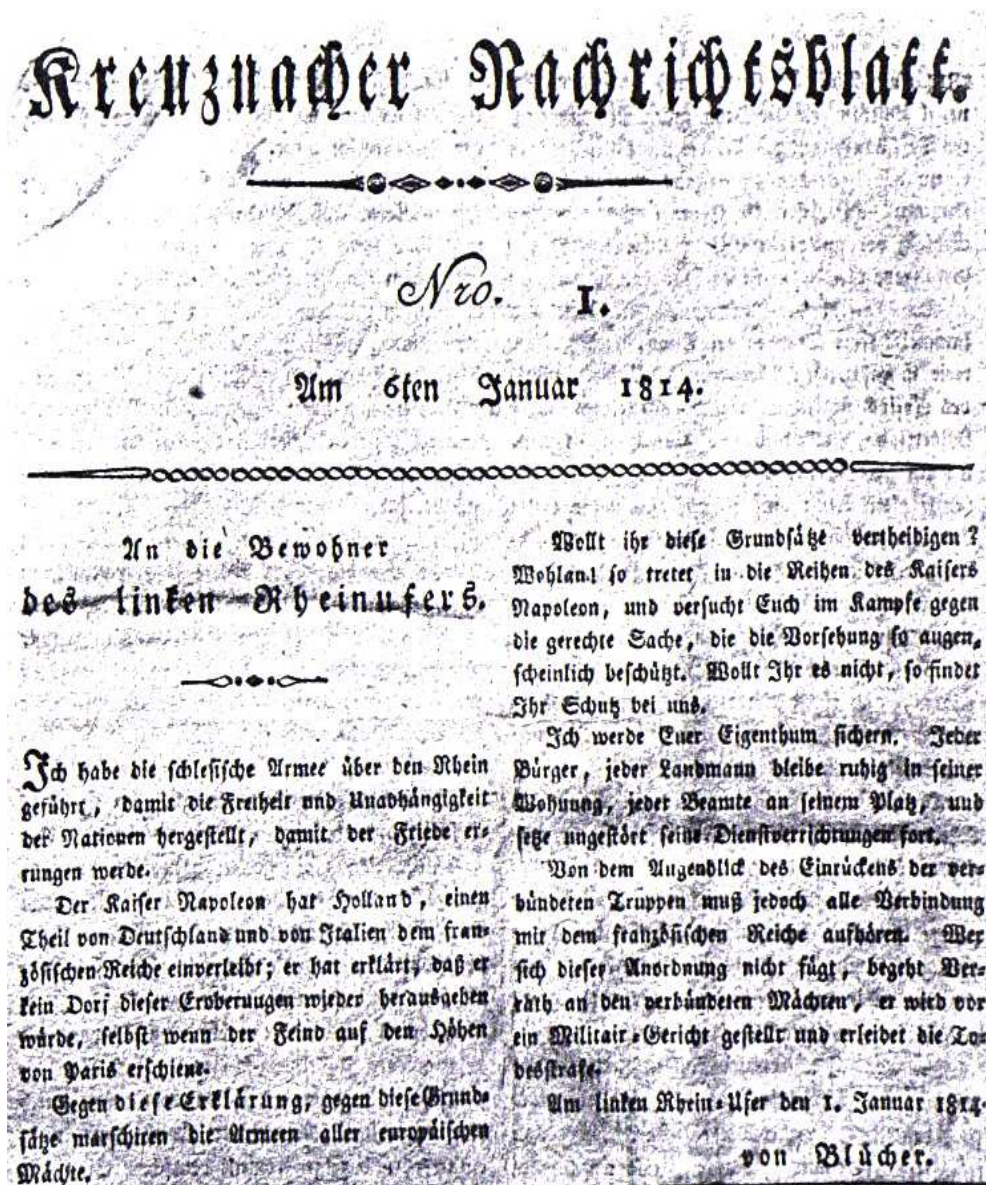 Kreuznacher Nachrichtsblatt.
Nro. 1.
Am 6ten Januar 1814.
An die Bewohner
des linken Rheinufers.
Ich habe die schlesische Armee über den Rhein
geführt, damit die Freiheit und Unabhängigkeit
der Nationen hergestellt, damit der Friede er-
rungen werde.
Der Kaiser Napoleon hat Holland, einen
Theil von Deutschland und von Italien dem fran-
zösischen Reiche einverleibt; er hat erklärt, daß er
kein Dorf dieser Eroberungen wieder herausgeben
würde, selbst wenn der Feind auf den Höhen
von Paris erschiene.
Gegen diese Erklärung, gegen diese Grund-
sätze marschiren die Armeen aller europäischen
Mächte.
Wollt ihr diese Grundsätze vertheidigen?
Wohlan! so tretet in die Reihen des Kaisers
Napoleon, und versucht Euch im Kampfe gegen
die gerechte Sache, die die Vorsehung so augen-
scheinlich beschützt. Wollt Ihr es nicht, so findet
Ihr Schutz bei uns.
Ich werde Euer Eigenthum sichern. Jeder
Bürger, jeder Landmann bleibe ruhig in seiner
Wohnung, jeder Beamte an seinem Platz, und
setze ungestört seine Dienstverrichtungen fort.
Von dem Augenblick des Einrückens der ver-
bündeten Truppen muß jedoch alle Verbindung
mit dem französischen Reiche aufhören. Wer
sich dieser Anordnung nicht fügt, begeht Ver-
rath an den verbündeten Mächten, er wird vor
ein Militair-Gericht gestellt und erleidet die To-
desstrafe.
Am linken Rhein-Ufer den 1. Januar 1814.
von Blücher.